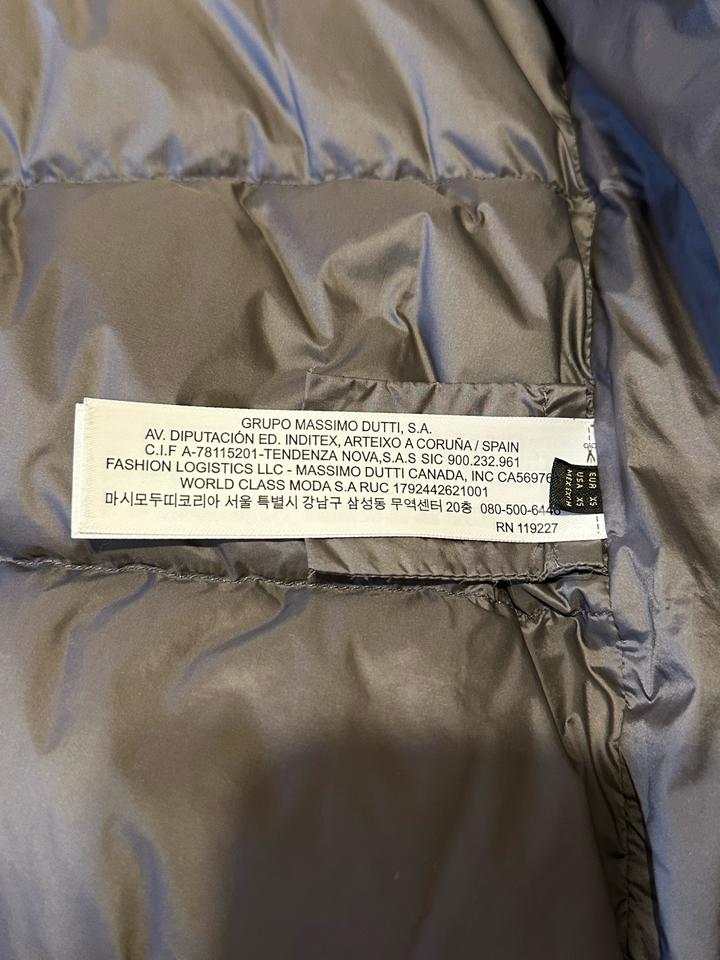 GRUPO MASSIMO DUTTI, S.A.
AV. DIPUTACIÓN ED. INDITEX, ARTEIXO A CORUÑA / SPAIN
C.I.F A-78115201-TENDENZA NOVA,S.A.S SIC 900.232.961
FASHION LOGISTICS LLC - MASSIMO DUTTI CANADA, INC CA5697
WORLD CLASS MODA S.A RUC 1792442621001
마시모두띠코리아 서울 특별시 강남구 삼성동 무역센터 20층 080-500-644
RN 119227
EUR XS
USA XS
MEX